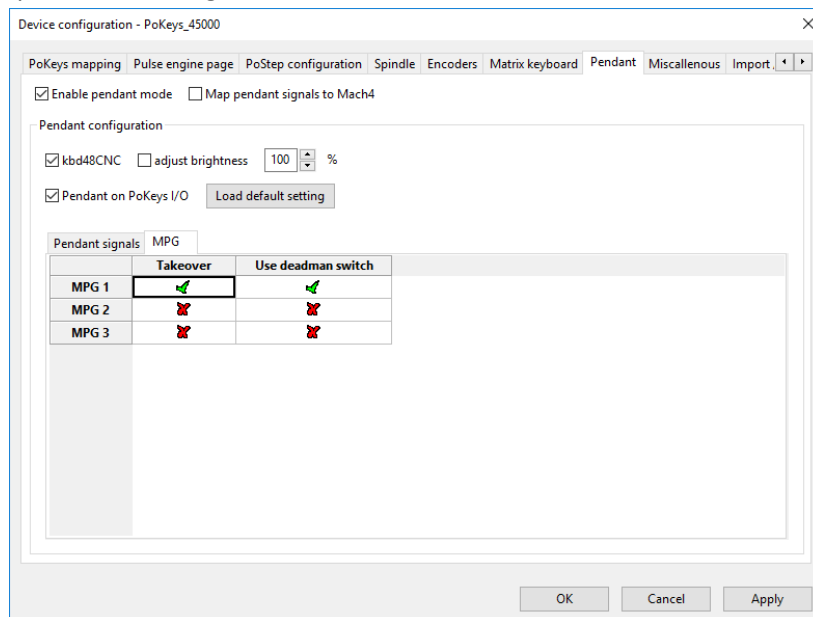 Device configuration - PoKeys_45000
PoKeys mapping Pulse engine page PoStep configuration Spindle Encoders Matrix keyboard Pendant Miscallenous Import
Enable pendant mode Map pendant signals to Mach4
Pendant configuration
kbd48CNC adjust brightness 100 %
Pendant on PoKeys I/O Load default setting
Pendant signals MPG
Takeover Use deadman switch
MPG 1
MPG 2
MPG 3
OK Cancel Apply